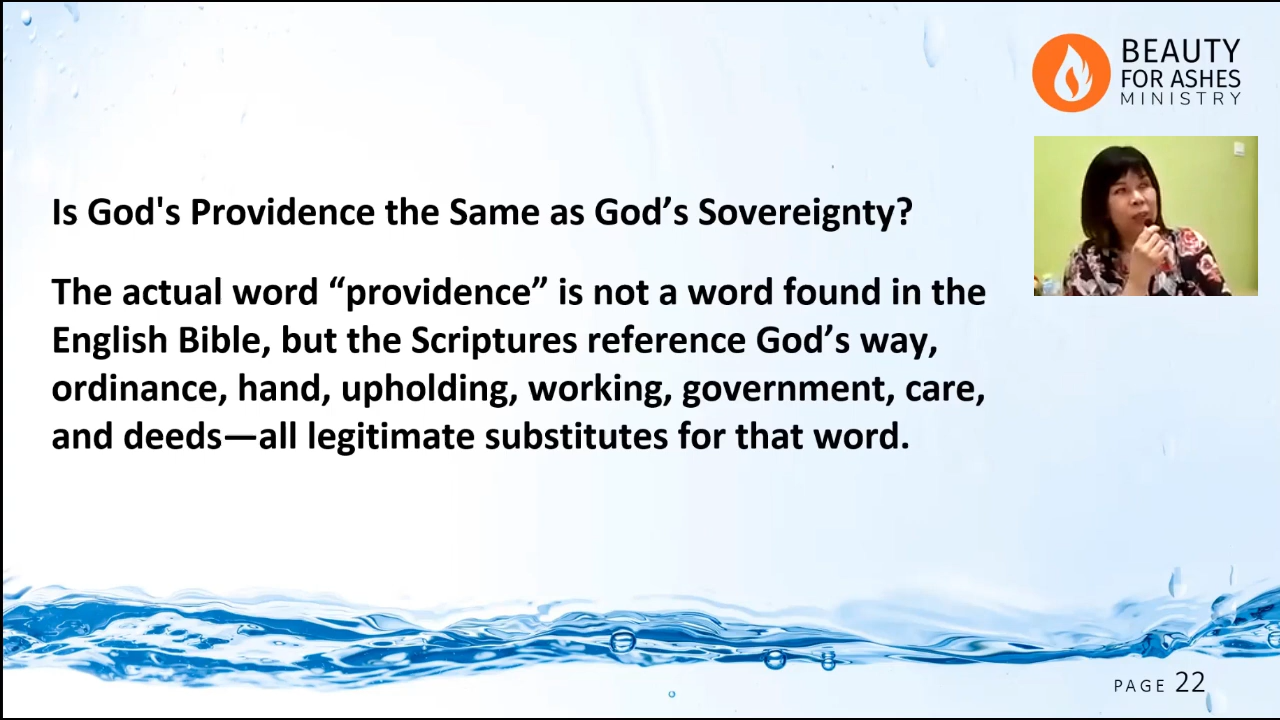 BEAUTY
FOR ASHES
MINISTRY
Is God's Providence the Same as God’s Sovereignty?
The actual word “providence” is not a word found in the
English Bible, but the Scriptures reference God’s way,
ordinance, hand, upholding, working, government, care,
and deeds—all legitimate substitutes for that word.
PAGE 22